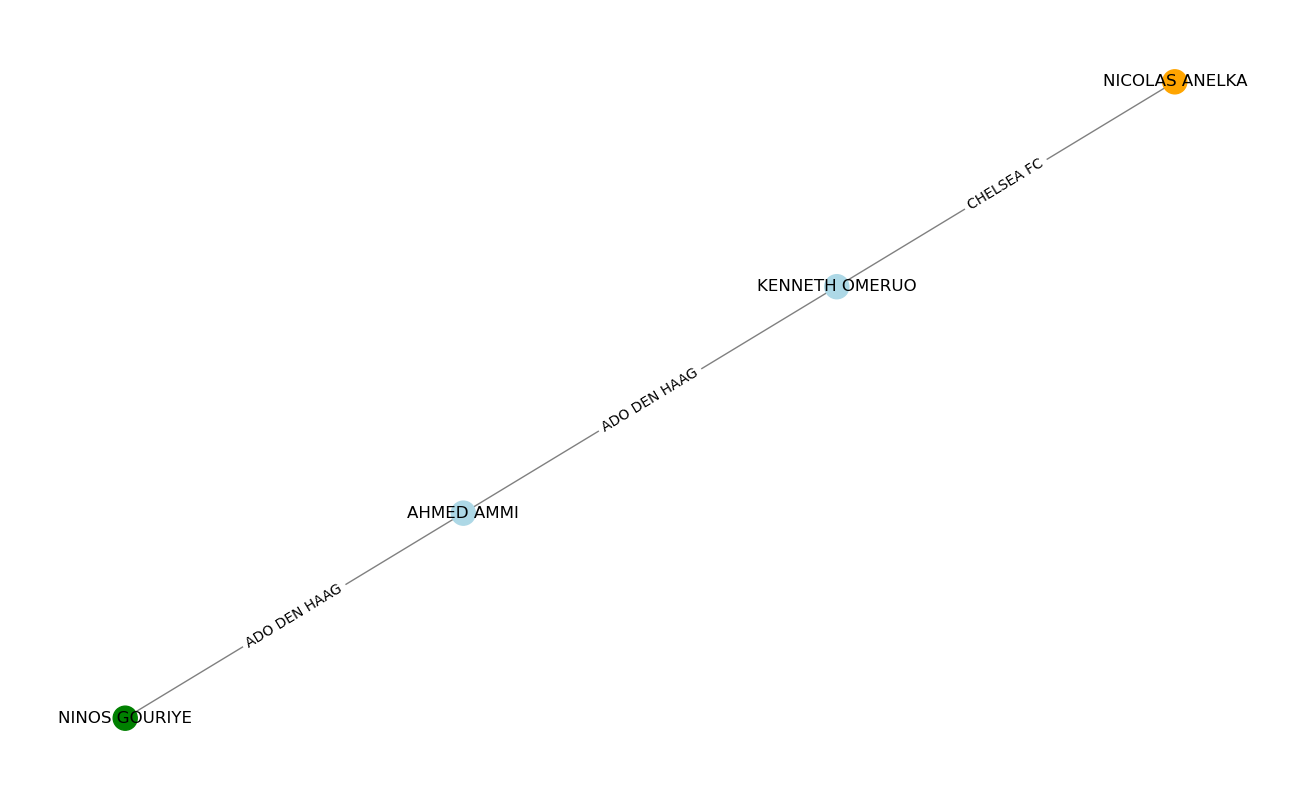 NICOLAS ANELKA
CHELSEA FC
KENNETH OMERUO
ADO DEN HAAG
AHMED AMMI
ADO DEN HAAG
NINOS GOURIYE